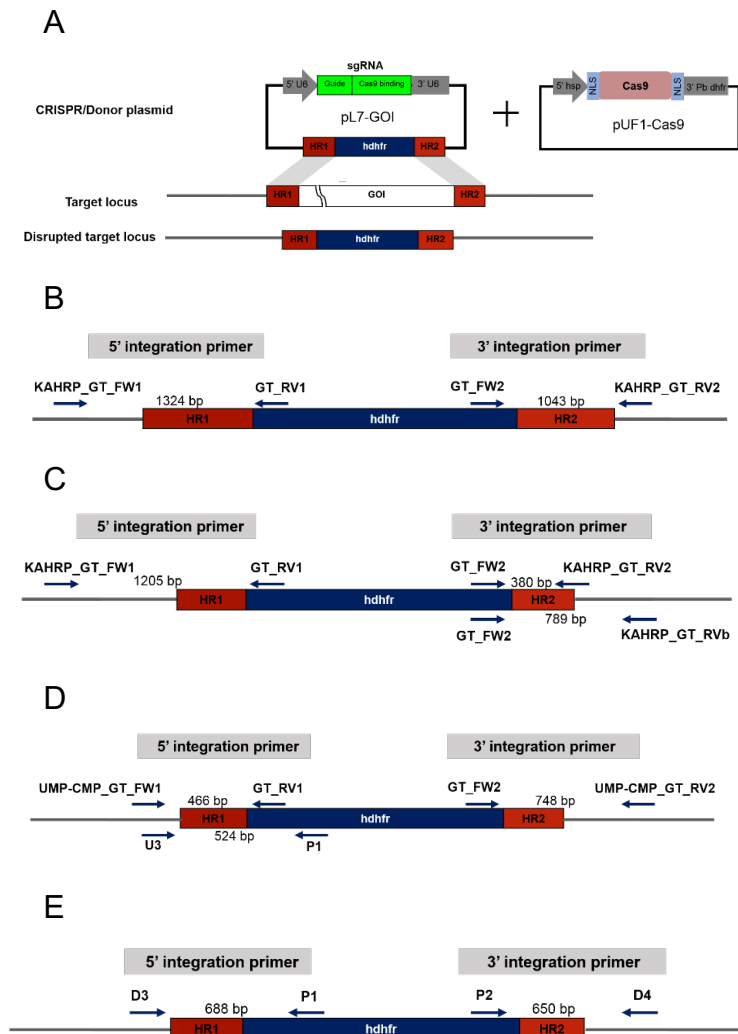 A
sgRNA
5' U6 Guide Cas9 binding 3' U6
5' hsp NLS Cas9 NLS 3' Pb dhfr
CRISPR/Donor plasmid
pL7-GOI
+
pUF1-Cas9
HR1 hdhfr HR2
Target locus
HR1 GOI HR2
Disrupted target locus
HR1 hdhfr HR2
B
5' integration primer 3' integration primer
KAHRP_GT_FW1 1324 bp GT_RV1 GT_FW2 1043 bp KAHRP_GT_RV2
HR1 hdhfr HR2
C
5' integration primer 3' integration primer
KAHRP_GT_FW1 1205 bp GT_RV1 GT_FW2 380 bp KAHRP_GT_RV2
HR1 hdhfr HR2
GT_FW2 789 bp KAHRP_GT_RVb
D
5' integration primer 3' integration primer
UMP-CMP_GT_FW1 466 bp GT_RV1 GT_FW2 748 bp UMP-CMP_GT_RV2
HR1 hdhfr HR2
U3 524 bp P1
E
5' integration primer 3' integration primer
D3 688 bp P1 P2 650 bp D4
HR1 hdhfr HR2